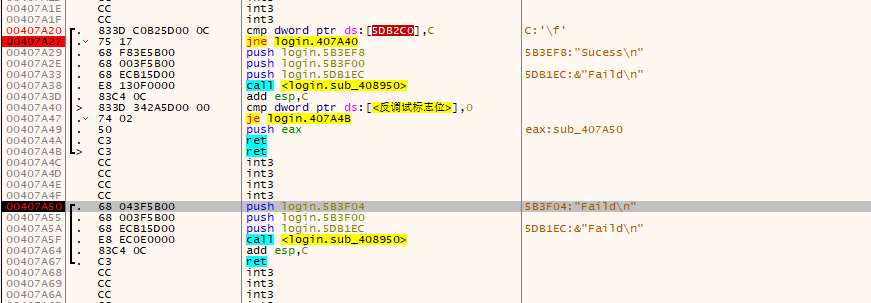 00407A1E CC int3
00407A1F CC int3
00407A20 . 833D C0B25D00 0C cmp dword ptr ds:[5DB2C0],C C:'\f'
00407A27 . 75 17 jne login.407A40
00407A29 . 68 F83E5B00 push login.5B3EF8 5B3EF8:"Sucess\n"
00407A2E . 68 003F5B00 push login.5B3F00
00407A33 . 68 ECB15D00 push login.5DB1EC 5DB1EC:&"Faild\n"
00407A38 . E8 130F0000 call <login.sub_408950>
00407A3D . 83C4 0C add esp,C
00407A40 > 833D 342A5D00 00 cmp dword ptr ds:[<反调试标志位>],0
00407A47 . 74 02 je login.407A4B
00407A49 . 50 push eax eax:sub_407A50
00407A4A . C3 ret
00407A4B > C3 ret
00407A4C CC int3
00407A4D CC int3
00407A4E CC int3
00407A4F CC int3
00407A50 . 68 043F5B00 push login.5B3F04 5B3F04:"Faild\n"
00407A55 . 68 003F5B00 push login.5B3F00
00407A5A . 68 ECB15D00 push login.5DB1EC 5DB1EC:&"Faild\n"
00407A5F . E8 EC0E0000 call <login.sub_408950>
00407A64 . 83C4 0C add esp,C
00407A67 . C3 ret
00407A68 CC int3
00407A69 CC int3
00407A6A CC int3